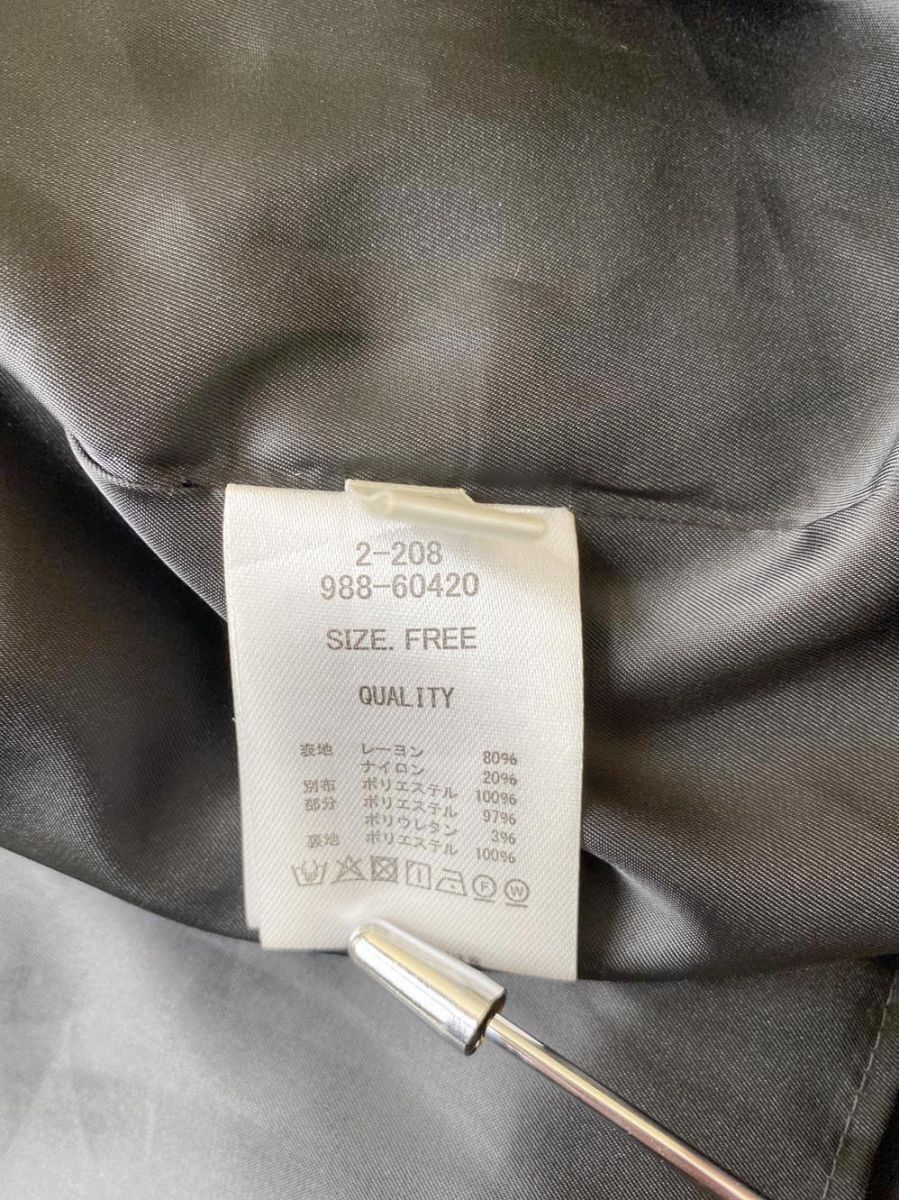 2-208
988-60420
SIZE. FREE
QUALITY
表地 レーヨン 80%
ナイロン 20%
別布 ポリエステル 100%
部分 ポリエステル 97%
ポリウレタン 3%
裏地 ポリエステル 100%
F W